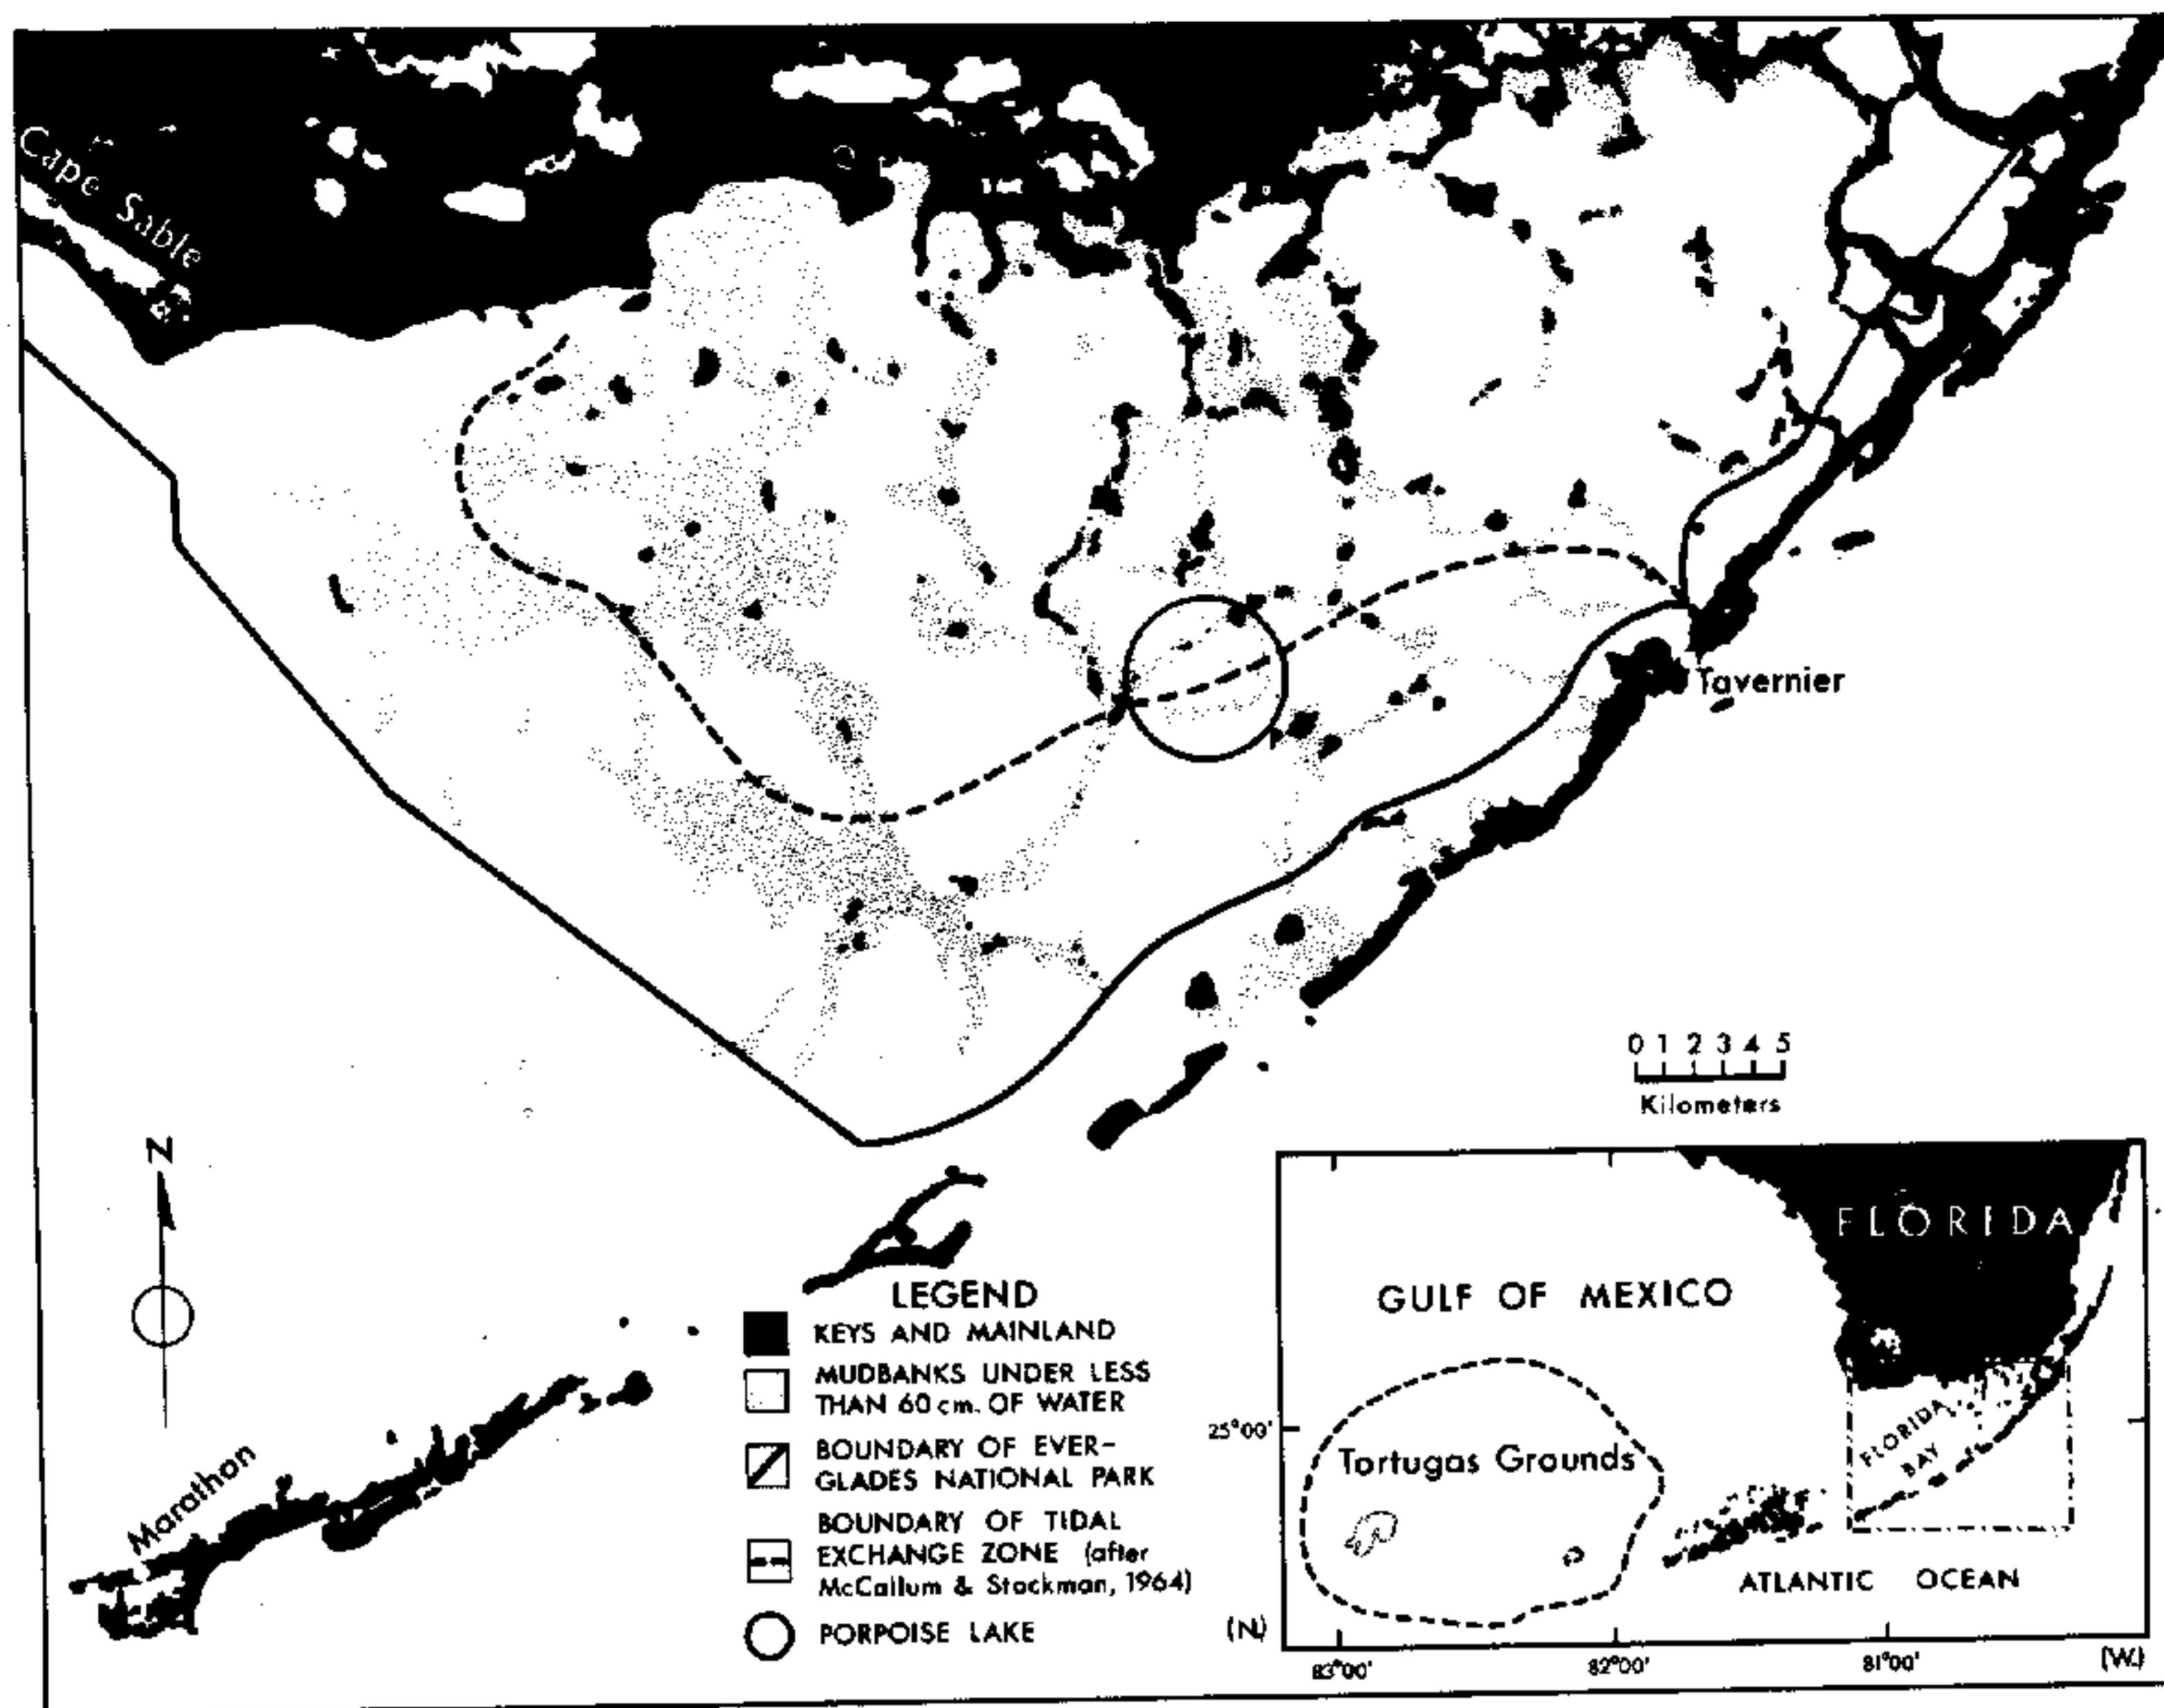 Cape Sable
Tavernier
0 1 2 3 4 5
Kilometers
N
Marathon
LEGEND
KEYS AND MAINLAND
MUDBANKS UNDER LESS
THAN 60 cm. OF WATER
BOUNDARY OF EVER-
GLADES NATIONAL PARK
BOUNDARY OF TIDAL
EXCHANGE ZONE (after
McCallum & Stockman, 1964)
PORPOISE LAKE
FLORIDA
GULF OF MEXICO
25°00'
Tortugas Grounds
FLORIDA
BAY
ATLANTIC OCEAN
(N)
83°00' 82°00' 81°00' (W.)